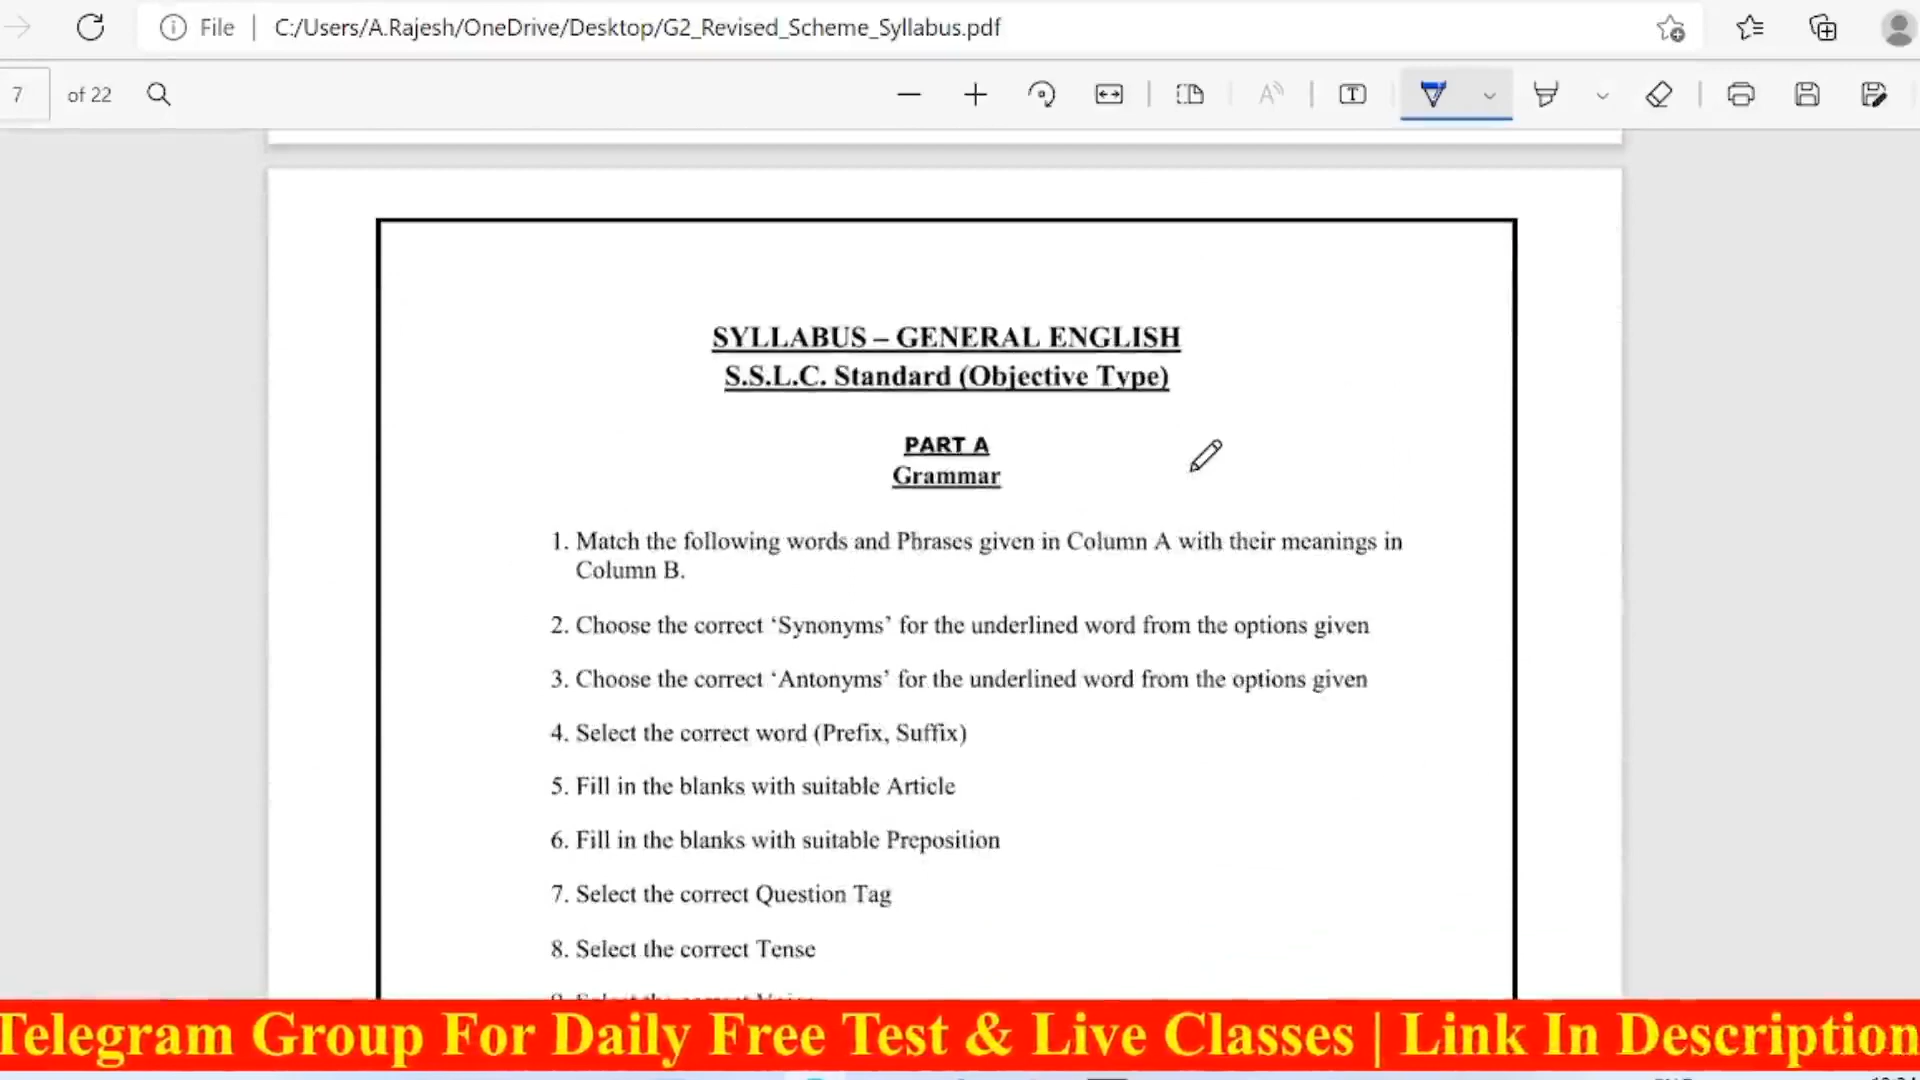 File
C:/Users/A.Rajesh/OneDrive/Desktop/G2_Revised_Scheme_Syllabus.pdf
7 of 22
SYLLABUS – GENERAL ENGLISH
S.S.L.C. Standard (Objective Type)
PART A
Grammar
1. Match the following words and Phrases given in Column A with their meanings in
Column B.
2. Choose the correct ‘Synonyms’ for the underlined word from the options given
3. Choose the correct ‘Antonyms’ for the underlined word from the options given
4. Select the correct word (Prefix, Suffix)
5. Fill in the blanks with suitable Article
6. Fill in the blanks with suitable Preposition
7. Select the correct Question Tag
8. Select the correct Tense
Telegram Group For Daily Free Test & Live Classes | Link In Description